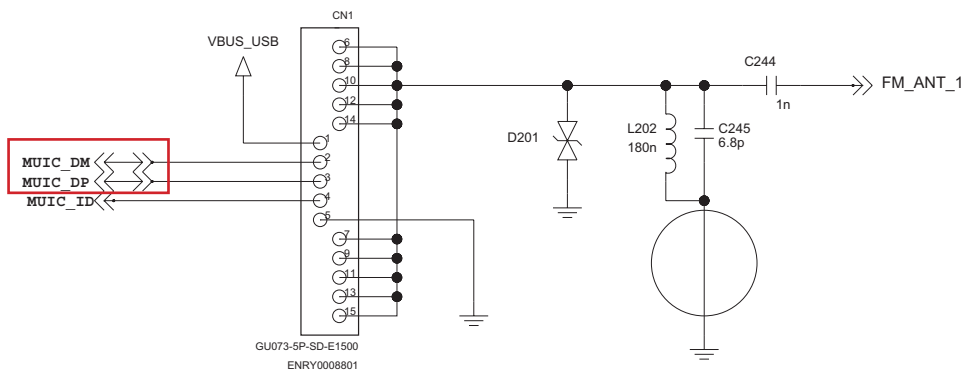 CN1
VBUS_USB
6
8
10
12
14
1
2
3
4
5
7
9
11
13
15
MUIC_DM
MUIC_DP
MUIC_ID
GU073-5P-SD-E1500
ENRY0008801
D201
L202
180n
C245
6.8p
C244
1n
FM_ANT_1